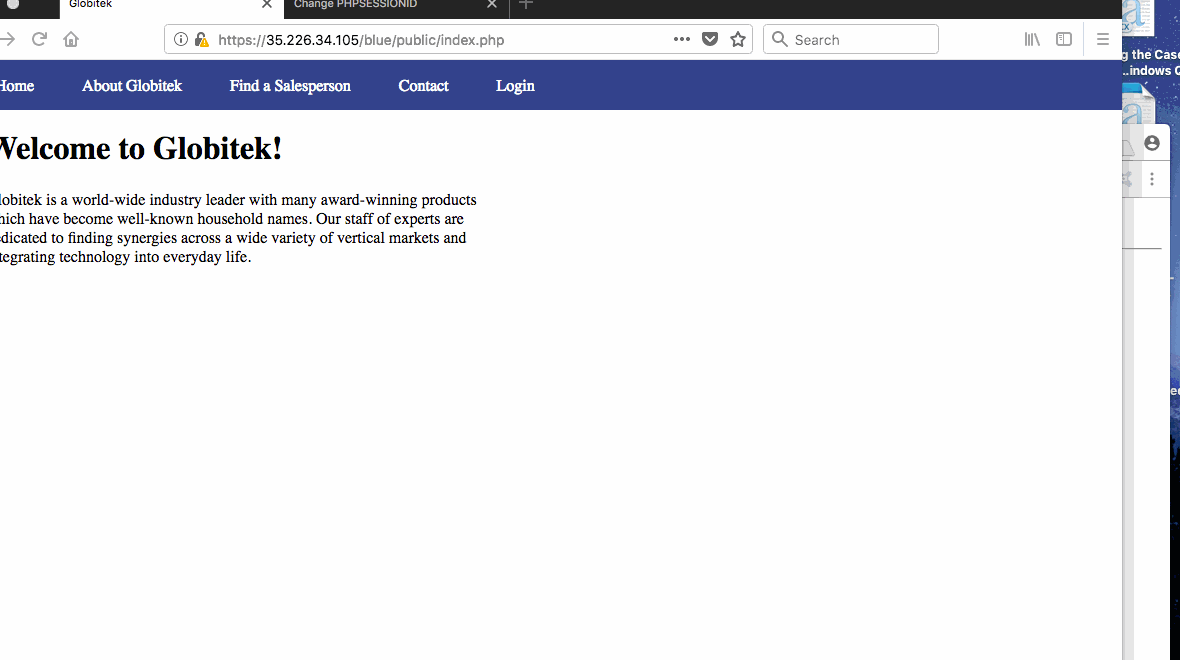 Globitek
Change PHPSESSIONID
https://35.226.34.105/blue/public/index.php
Search
Home About Globitek Find a Salesperson Contact Login
Welcome to Globitek!
lobitek is a world-wide industry leader with many award-winning products
hich have become well-known household names. Our staff of experts are
dicated to finding synergies across a wide variety of vertical markets and
tegrating technology into everyday life.
g the Case
...indows